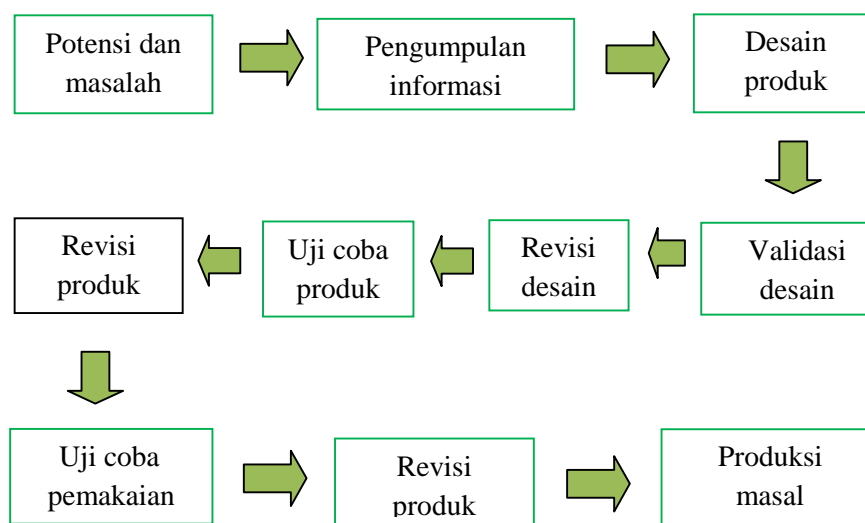 Potensi dan
masalah
Pengumpulan
informasi
Desain
produk
Validasi
desain
Revisi
desain
Uji coba
produk
Revisi
produk
Uji coba
pemakaian
Revisi
produk
Produksi
masal